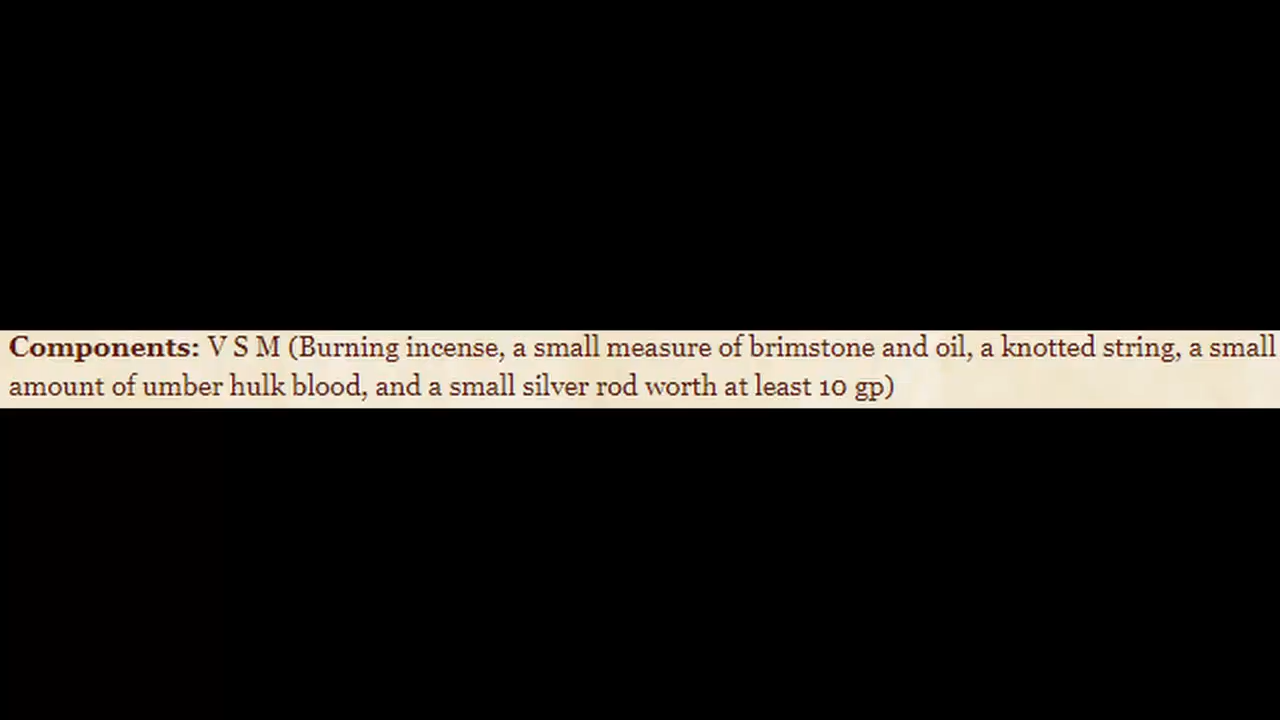 Components: V S M (Burning incense, a small measure of brimstone and oil, a knotted string, a small
amount of umber hulk blood, and a small silver rod worth at least 10 gp)